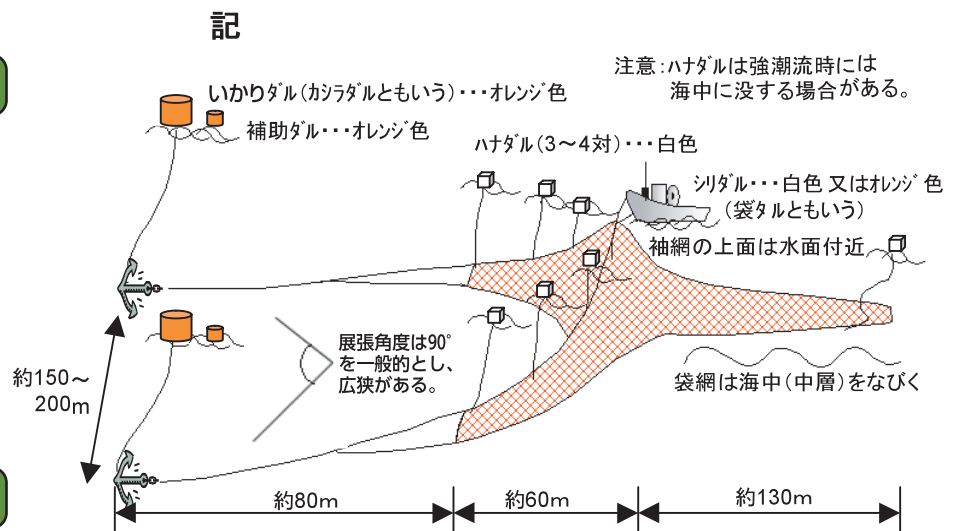 記
注意：ハナダルは強潮流時には
海中に没する場合がある。
いかりダル（カシラダルともいう）・・・オレンジ色
補助ダル・・・オレンジ色
ハナダル（3～4対）・・・白色
シリダル・・・白色 又はオレンジ色
（袋タルともいう）
袖網の上面は水面付近
展張角度は90°
を一般的とし、
広狭がある。
約150～
200m
袋網は海中（中層）をなびく
約80m
約60m
約130m